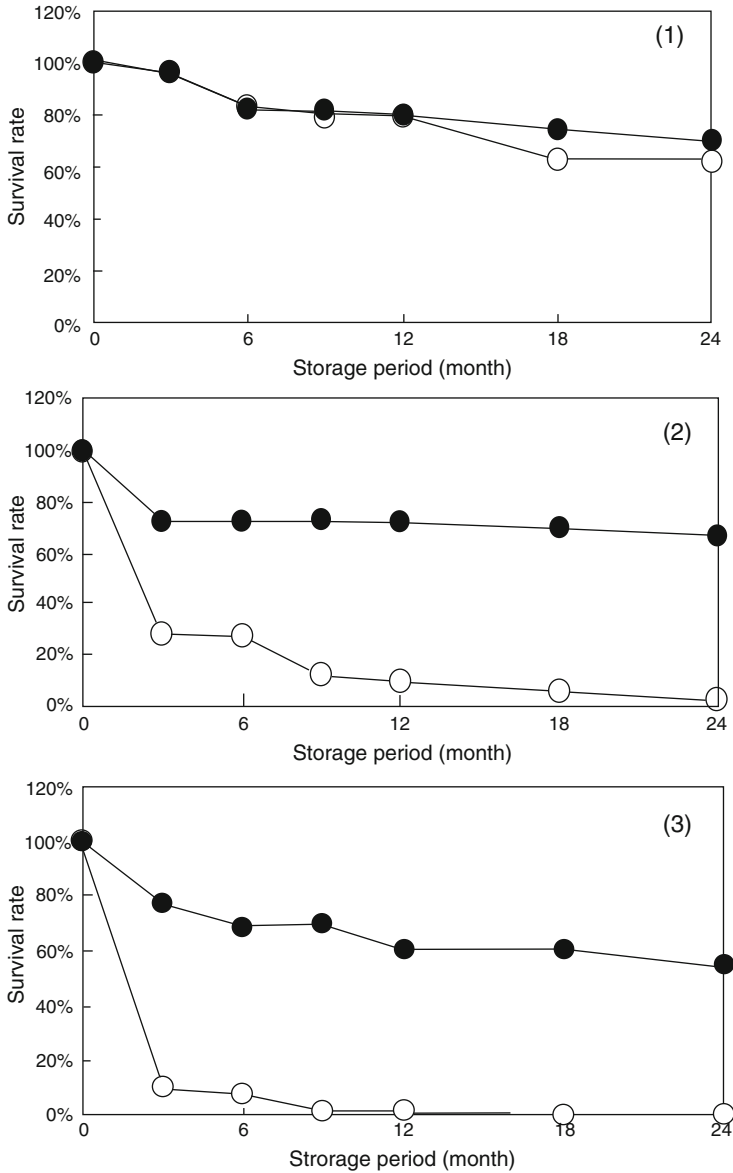 120%
(1)
100%
80%
60%
40%
20%
0%
Survival rate
0 6 12 18 24
Storage period (month)
120%
(2)
100%
80%
60%
40%
20%
0%
Survival rate
0 6 12 18 24
Storage period (month)
120%
(3)
100%
80%
60%
40%
20%
0%
Survival rate
0 6 12 18 24
Strorage period (month)